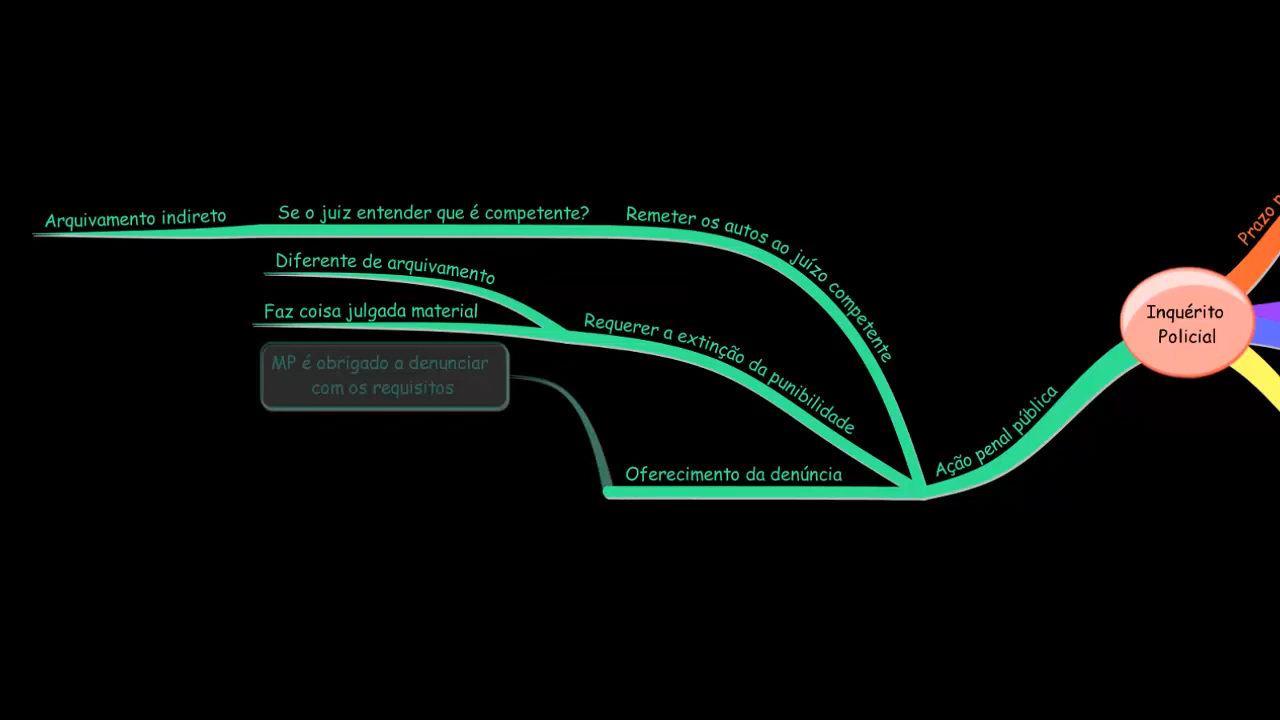 Arquivamento indireto
Se o juiz entender que é competente?
Remeter os autos ao juízo competente
Diferente de arquivamento
Faz coisa julgada material
Requerer a extinção da punibilidade
MP é obrigado a denunciar
com os requisitos
Oferecimento da denúncia
Ação penal pública
Inquérito
Policial
Prazo